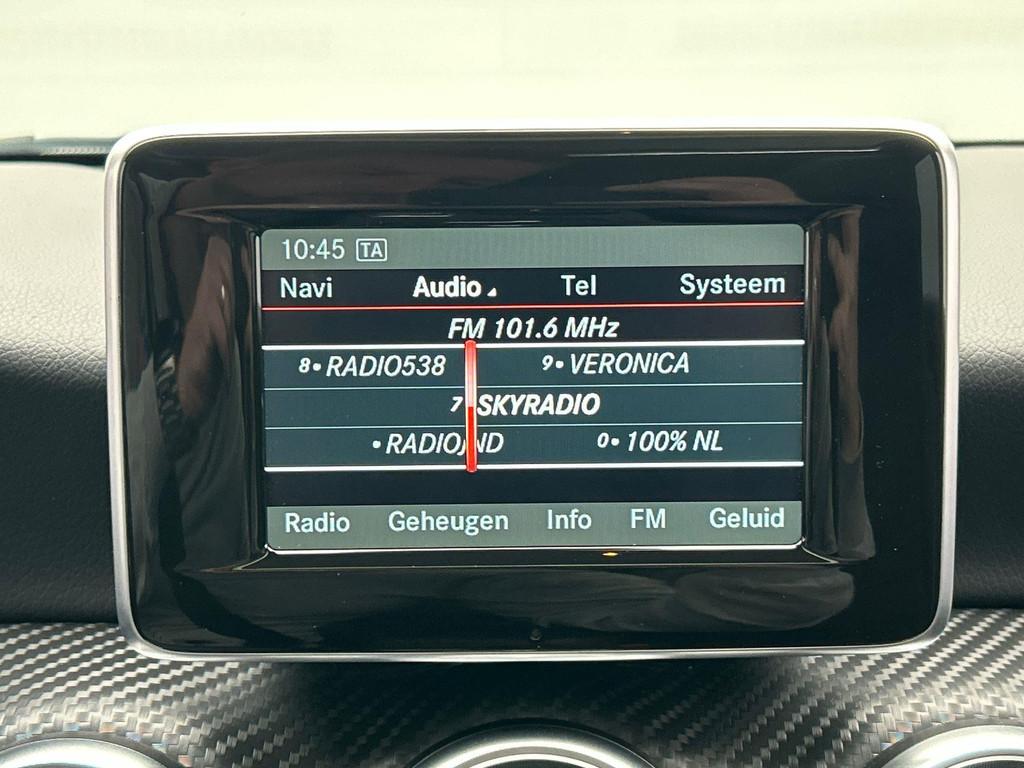 10:45 TA
Navi Audio Tel Systeem
FM 101.6 MHz
8• RADIO538 9• VERONICA
7 SKYRADIO
• 0• 100% NL
Radio Geheugen Info FM Geluid